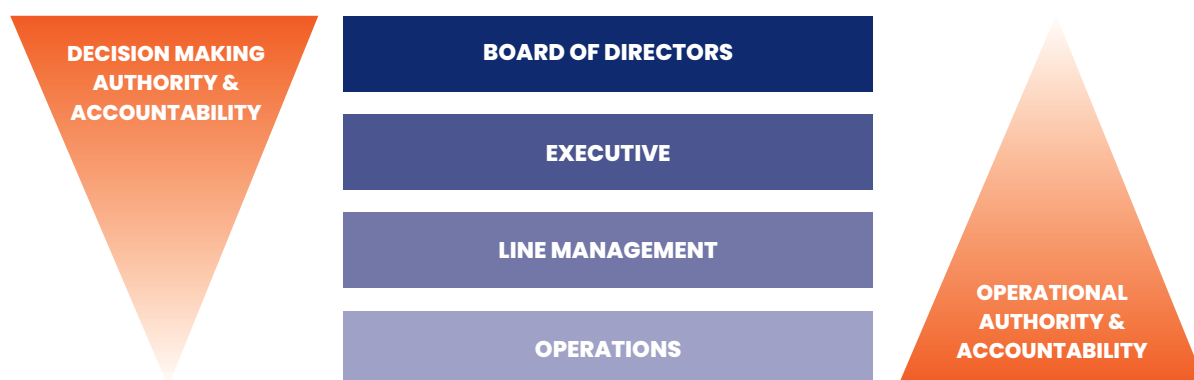 DECISION MAKING
AUTHORITY &
ACCOUNTABILITY
BOARD OF DIRECTORS
EXECUTIVE
LINE MANAGEMENT
OPERATIONS
OPERATIONAL
AUTHORITY &
ACCOUNTABILITY